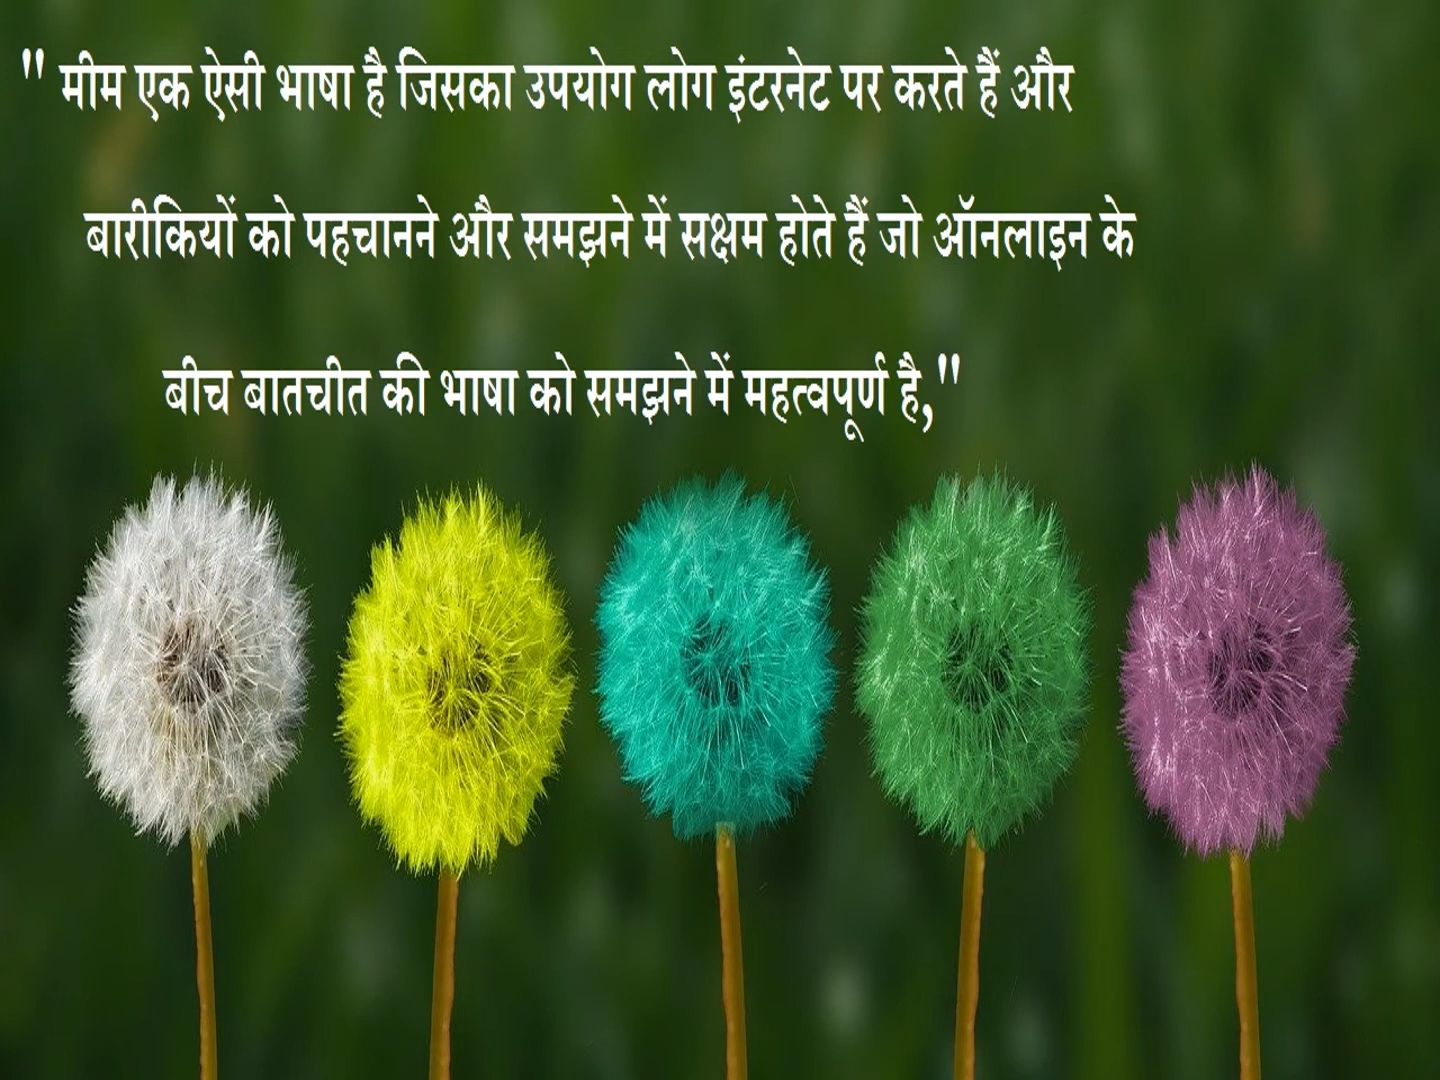 " मीम एक ऐसी भाषा है जिसका उपयोग लोग इंटरनेट पर करते हैं और
बारीकियों को पहचानने और समझने में सक्षम होते हैं जो ऑनलाइन के
बीच बातचीत की भाषा को समझने में महत्वपूर्ण है,"